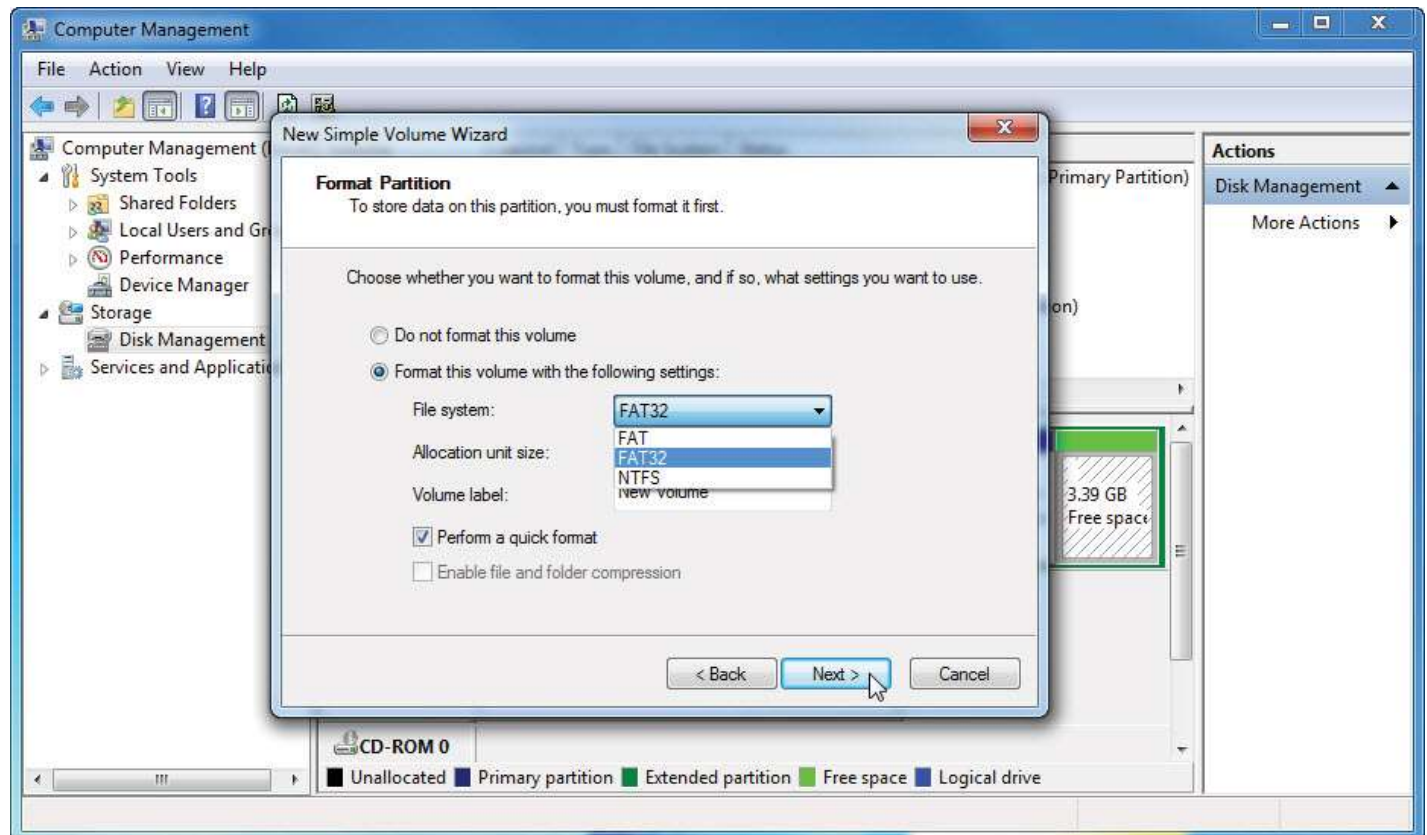 Computer Management
File Action View Help
Computer Management (
System Tools
Shared Folders
Local Users and Gr
Performance
Device Manager
Storage
Disk Management
Services and Applicatio
New Simple Volume Wizard
Format Partition
To store data on this partition, you must format it first.
Choose whether you want to format this volume, and if so, what settings you want to use.
Do not format this volume
Format this volume with the following settings:
File system: FAT32
FAT
FAT32
NTFS
Allocation unit size:
Volume label: New Volume
Perform a quick format
Enable file and folder compression
< Back Next > Cancel
Primary Partition)
on)
3.39 GB
Free space
CD-ROM 0
Unallocated Primary partition Extended partition Free space Logical drive
Actions
Disk Management
More Actions